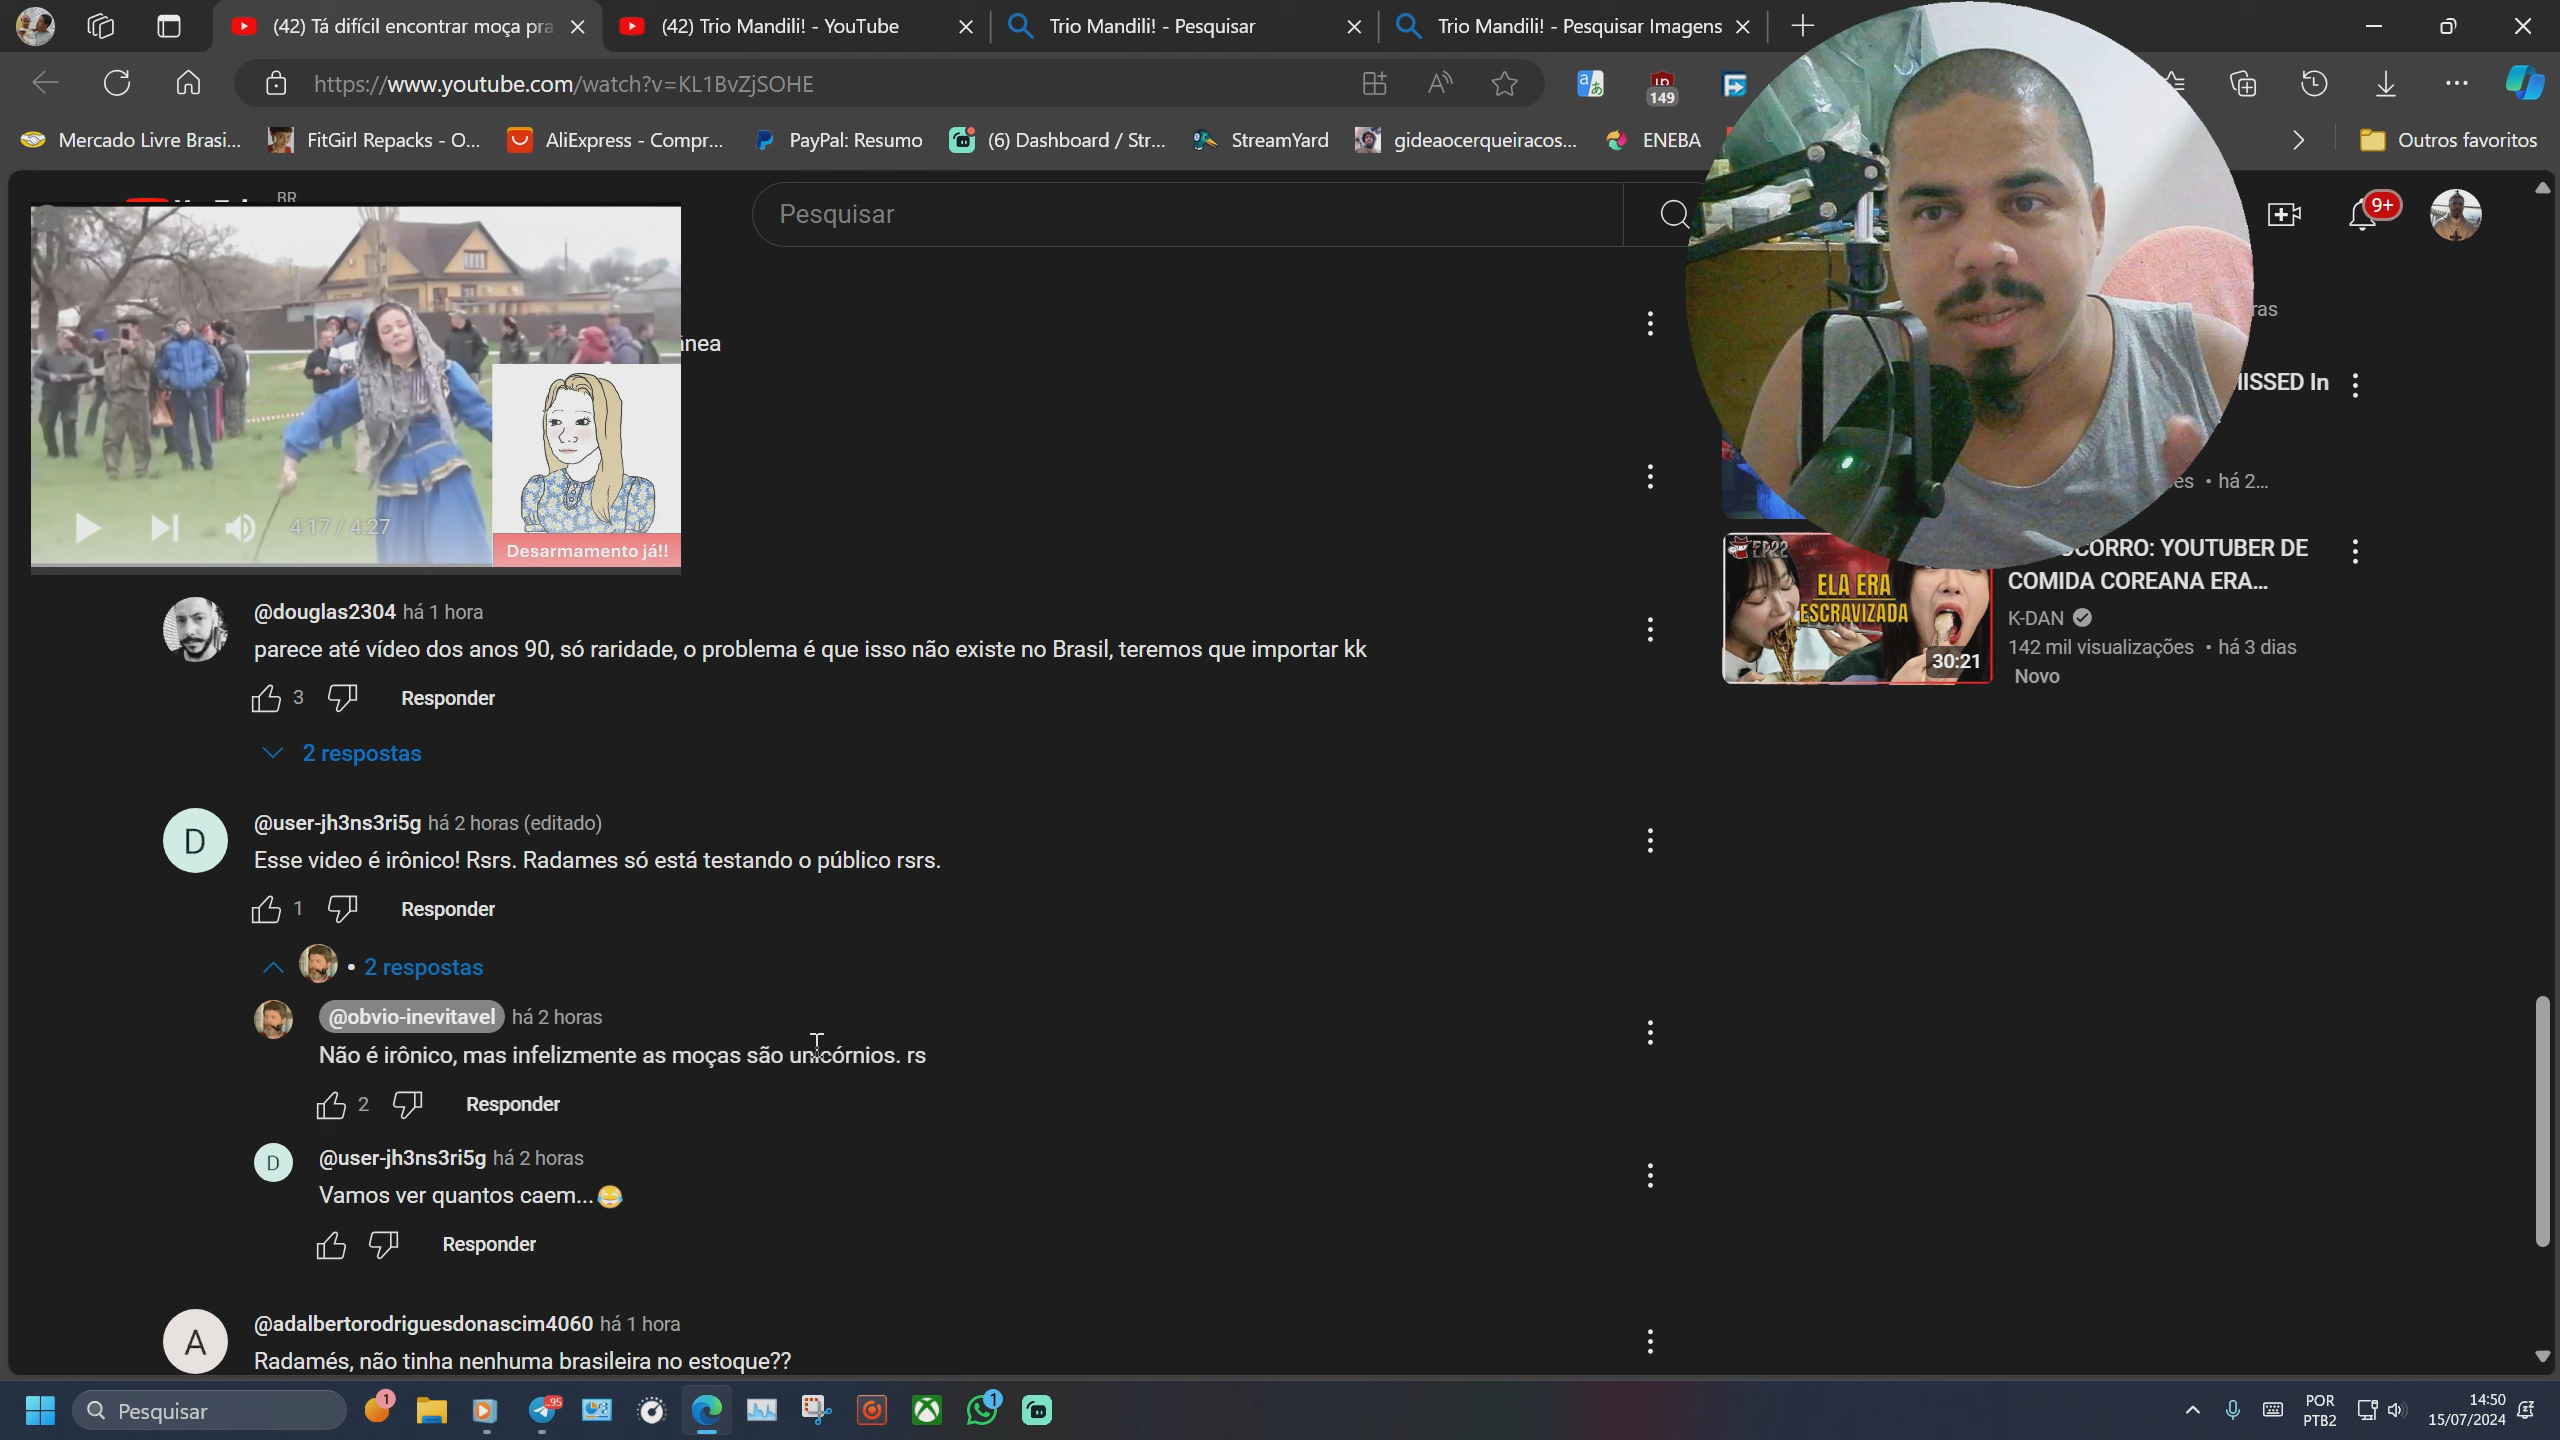 (42) Tá difícil encontrar moça pra
(42) Trio Mandili! - YouTube
Trio Mandili! - Pesquisar
Trio Mandili! - Pesquisar Imagens
https://www.youtube.com/watch?v=KL1BvZjSOHE
149
Mercado Livre Brasi...
FitGirl Repacks - O...
AliExpress - Compr...
PayPal: Resumo
(6) Dashboard / Str...
StreamYard
gideaocerqueiracos...
ENEBA
Outros favoritos
BR
Pesquisar
9+
ânea
4:17 / 4:27
Desarmamento já!!
ras
MISSED In
es • há 2...
EP22
ELA ERA
ESCRAVIZADA
30:21
OCORRO: YOUTUBER DE
COMIDA COREANA ERA...
K-DAN
142 mil visualizações • há 3 dias
Novo
@douglas2304 há 1 hora
parece até vídeo dos anos 90, só raridade, o problema é que isso não existe no Brasil, teremos que importar kk
3
Responder
2 respostas
D
@user-jh3ns3ri5g há 2 horas (editado)
Esse video é irônico! Rsrs. Radames só está testando o público rsrs.
1
Responder
• 2 respostas
@obvio-inevitavel há 2 horas
Não é irônico, mas infelizmente as moças são unicórnios. rs
2
Responder
D
@user-jh3ns3ri5g há 2 horas
Vamos ver quantos caem...😂
Responder
A
@adalbertorodriguesdonascim4060 há 1 hora
Radamés, não tinha nenhuma brasileira no estoque??
Pesquisar
1
95
1
POR
PTB2
14:50
15/07/2024